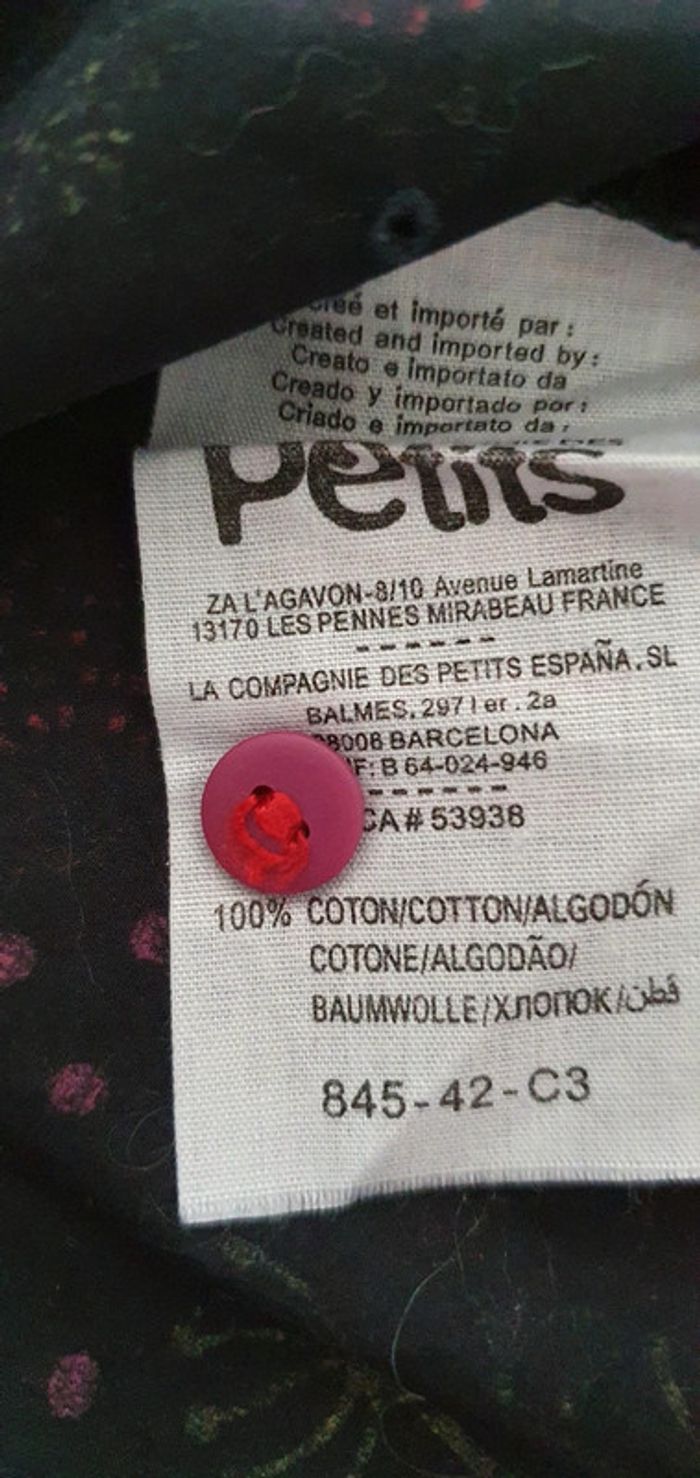 et importé par :
Created and imported by:
Creato e importato da
Creado y importado por:
Criado e importato da:
Petits
ZA L'AGAVON-8/10 Avenue Lamartine
13170 LES PENNES MIRABEAU FRANCE
LA COMPAGNIE DES PETITS ESPAÑA.SL
BALMES. 297 1 er . 2a
BARCELONA
B 64-024-946
CA # 53938
100% COTON/COTTON/ALGODÓN
COTONE/ALGODÃO/
BAUMWOLLE/ХЛОПОК/قطن
845-42-C3